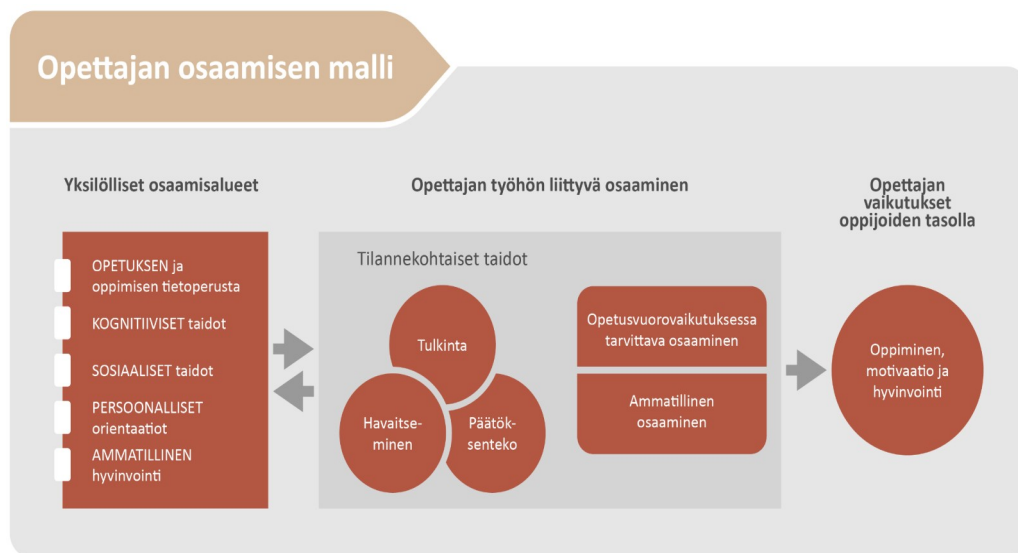 Opettajan osaamisen malli
Yksilölliset osaamisalueet
OPETUKSEN ja
oppimisen tietoperusta
KOGNITIIVISET taidot
SOSIAALISET taidot
PERSOONALLISET
orientaatiot
AMMATILLINEN
hyvinvointi
Opettajan työhön liittyvä osaaminen
Tilannekohtaiset taidot
Tulkinta
Havaitse-
minen
Päätök-
senteko
Opetusvuorovaikutuksessa
tarvittava osaaminen
Ammatillinen
osaaminen
Opettajan
vaikutukset
oppijoiden tasolla
Oppiminen,
motivaatio ja
hyvinvointi